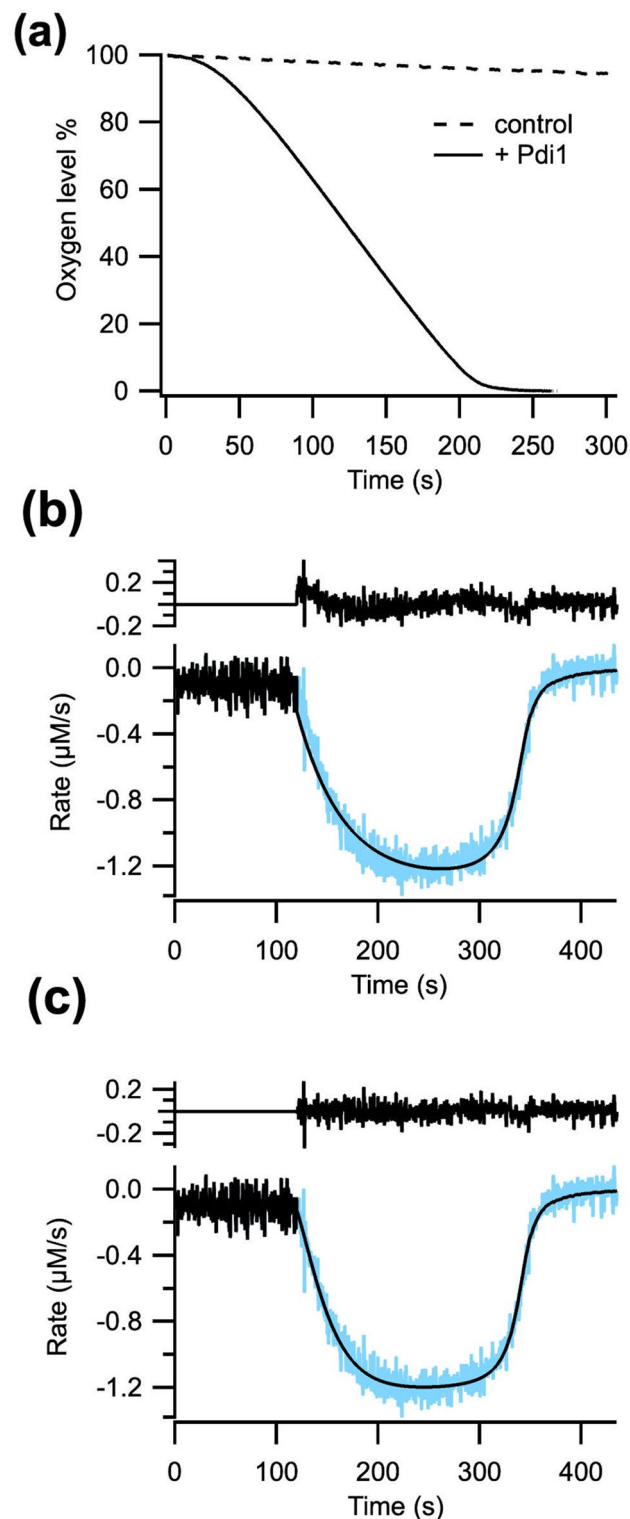 (a)
100
80
60
40
20
0
Oxygen level %
control
+ Pdi1
0 50 100 150 200 250 300
Time (s)
(b)
0.2
-0.2
0.0
-0.4
-0.8
-1.2
Rate (µM/s)
0 100 200 300 400
Time (s)
(c)
0.2
-0.2
0.0
-0.4
-0.8
-1.2
Rate (µM/s)
0 100 200 300 400
Time (s)